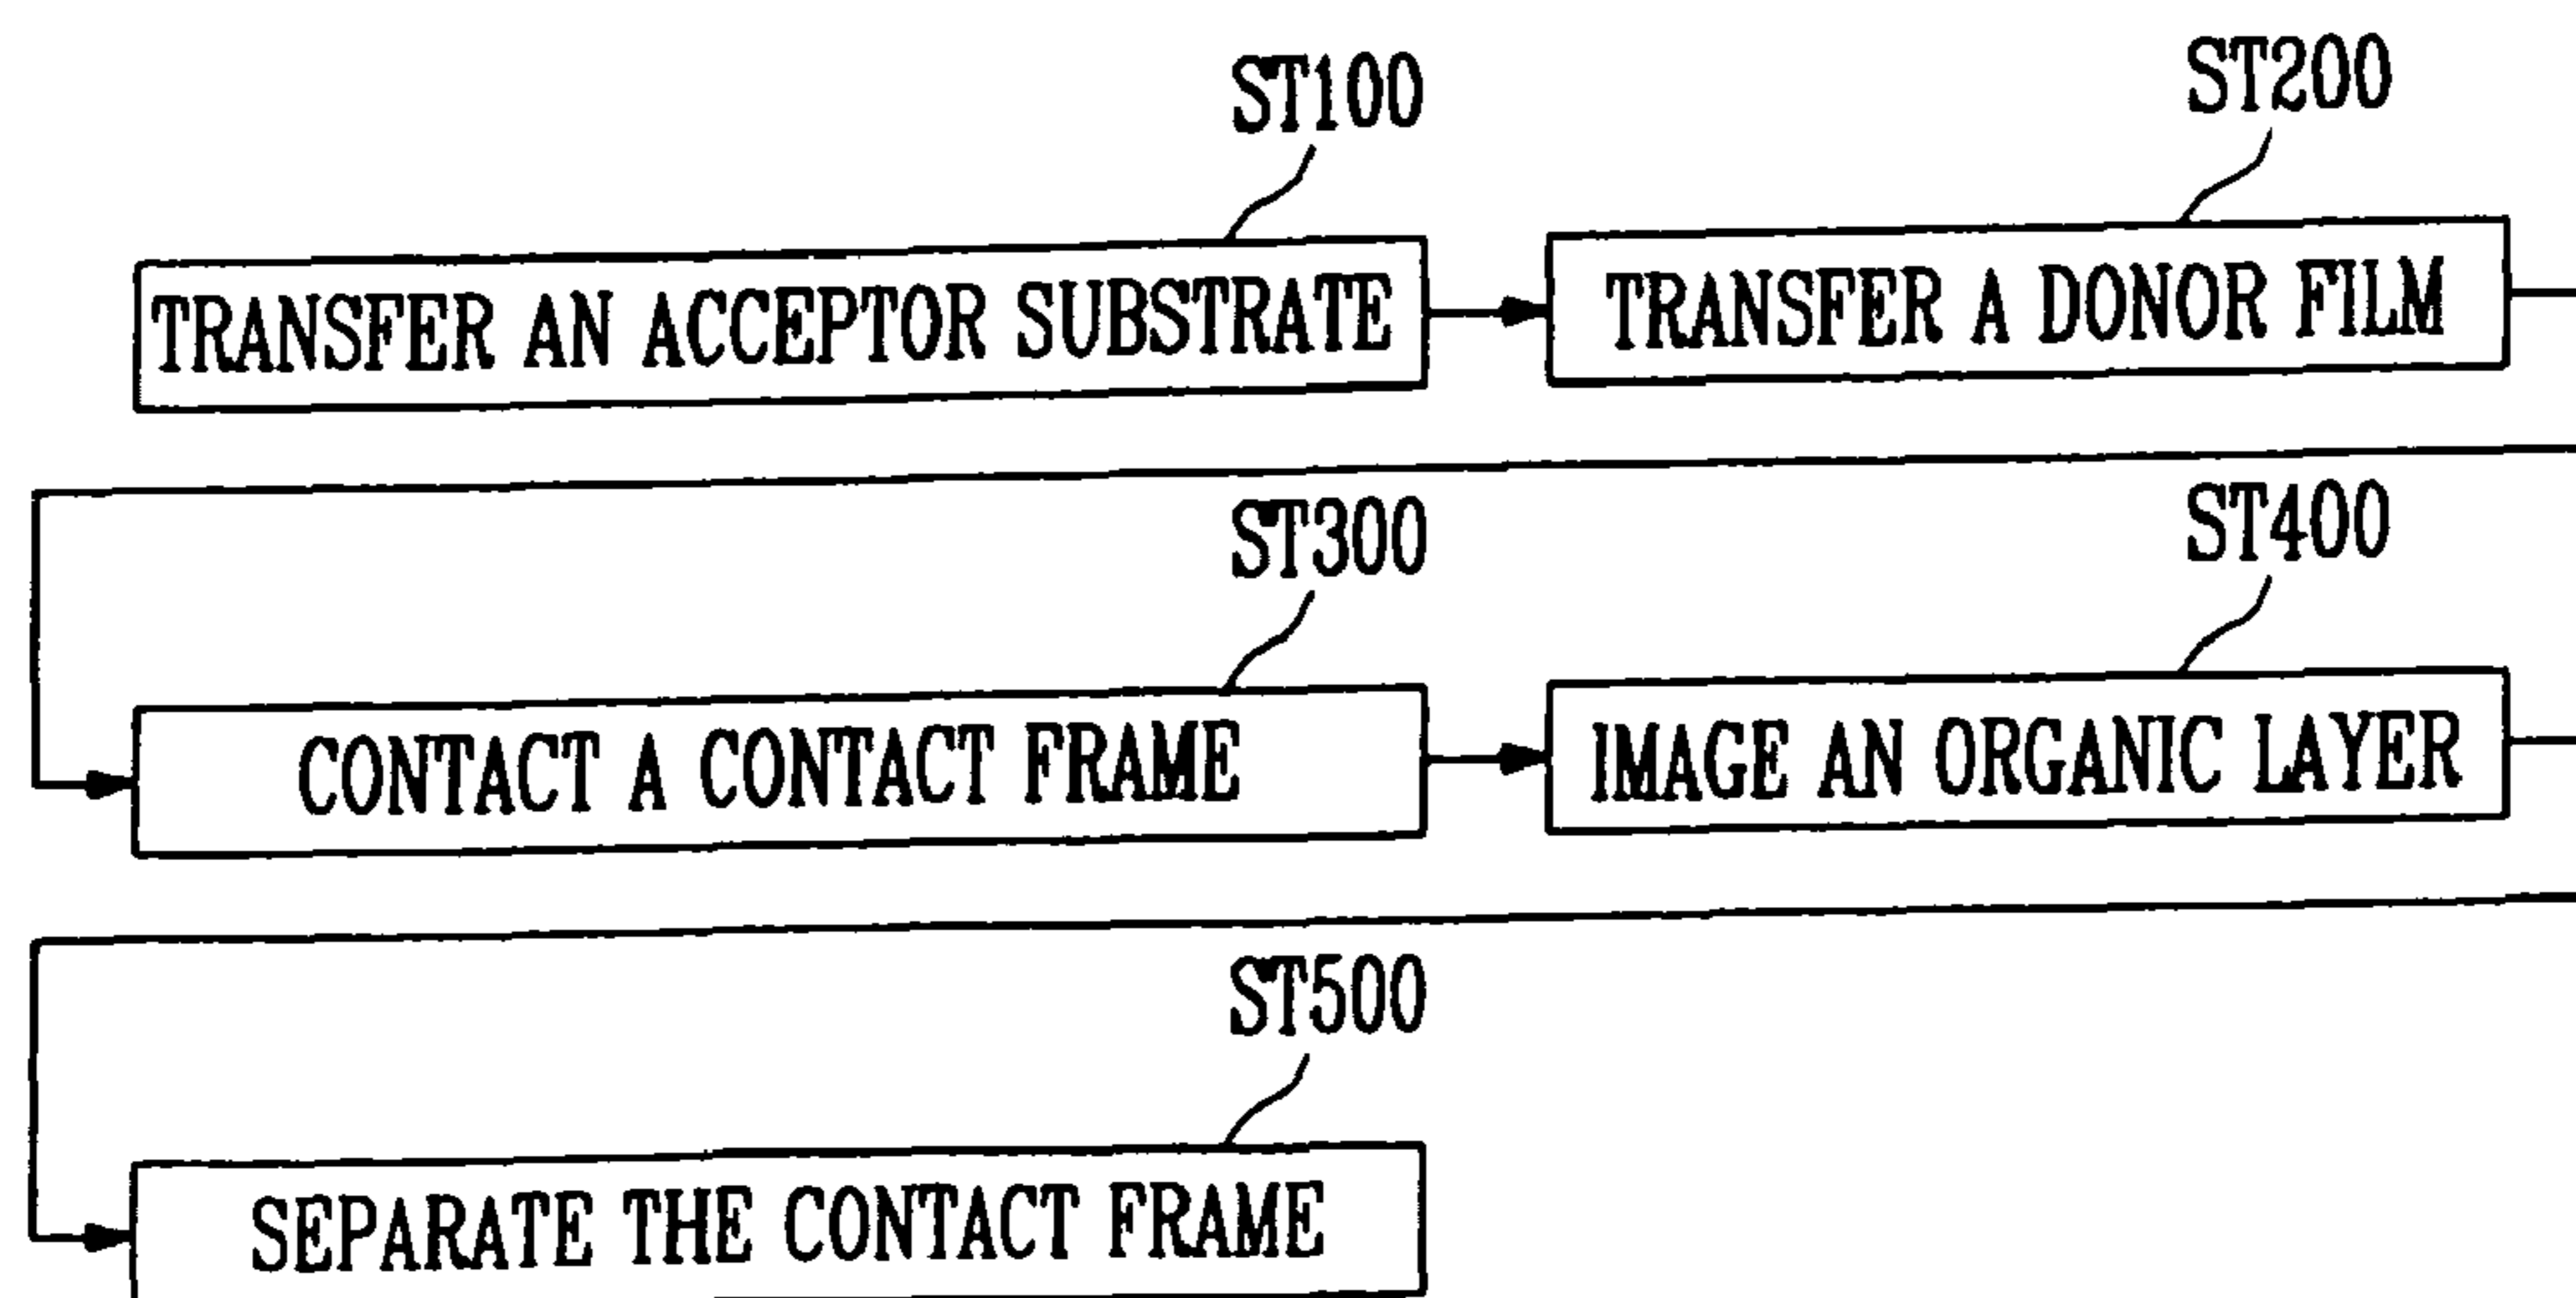 ST100
ST200
TRANSFER AN ACCEPTOR SUBSTRATE
TRANSFER A DONOR FILM
ST300
ST400
CONTACT A CONTACT FRAME
IMAGE AN ORGANIC LAYER
ST500
SEPARATE THE CONTACT FRAME